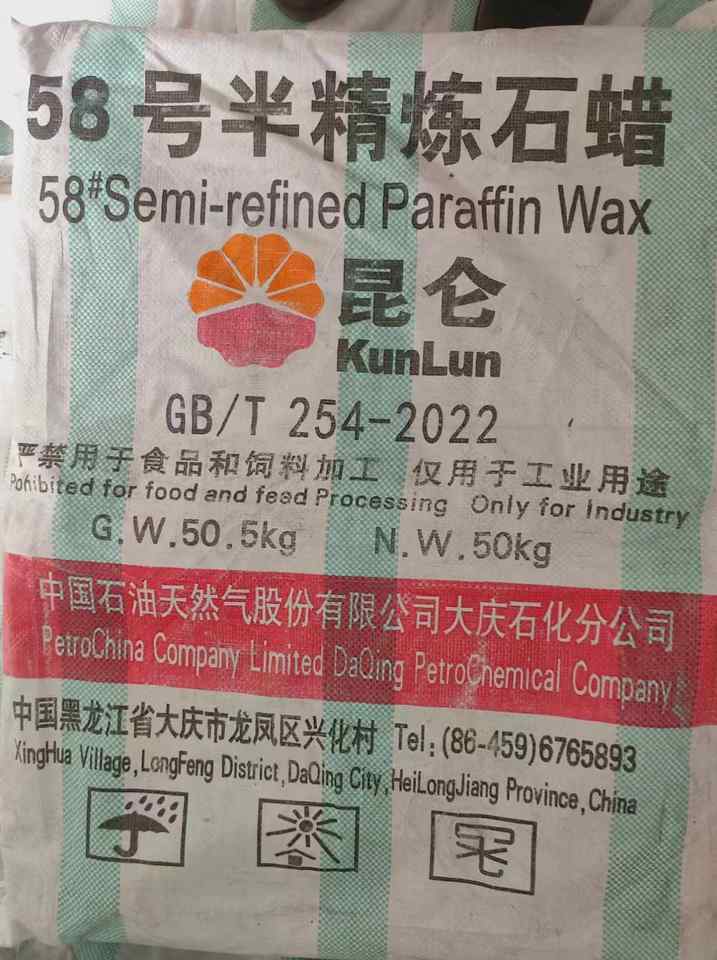 58号半精炼石蜡
58#Semi-refined Paraffin Wax
昆仑
KunLun
GB/T 254-2022
严禁用于食品和饲料加工 仅用于工业用途
Pohibited for food and feed Processing Only for Industry
G.W.50.5kg N.W.50kg
中国石油天然气股份有限公司大庆石化分公司
PetroChina Company Limited DaQing PetroChemical Company
中国黑龙江省大庆市龙凤区兴化村 Tel:(86-459)6765893
XingHua Village,LongFeng District,DaQing City,HeiLongJiang Province,China